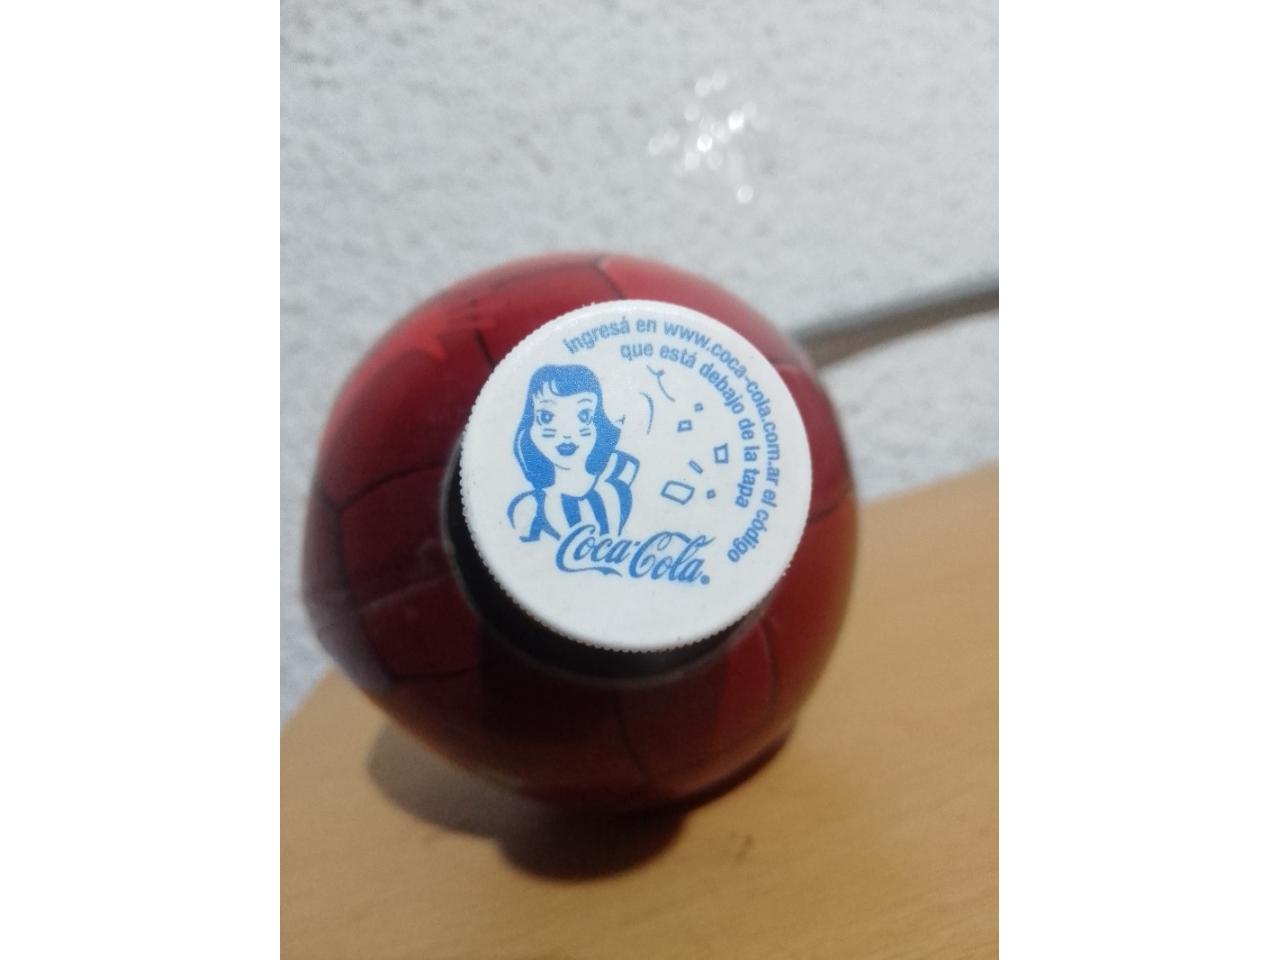 Ingresá en www.coca-cola.com.ar el código
que está debajo de la tapa
Coca-Cola